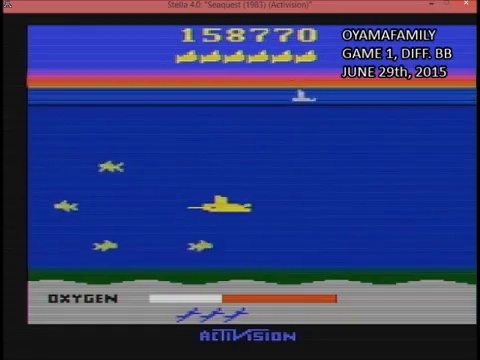 Stella 4.0: "Seaquest (1983) (Activision)"
158770
OYAMAFAMILY
GAME 1, DIFF. BB
JUNE 29th, 2015
OXYGEN
ACTIVISION